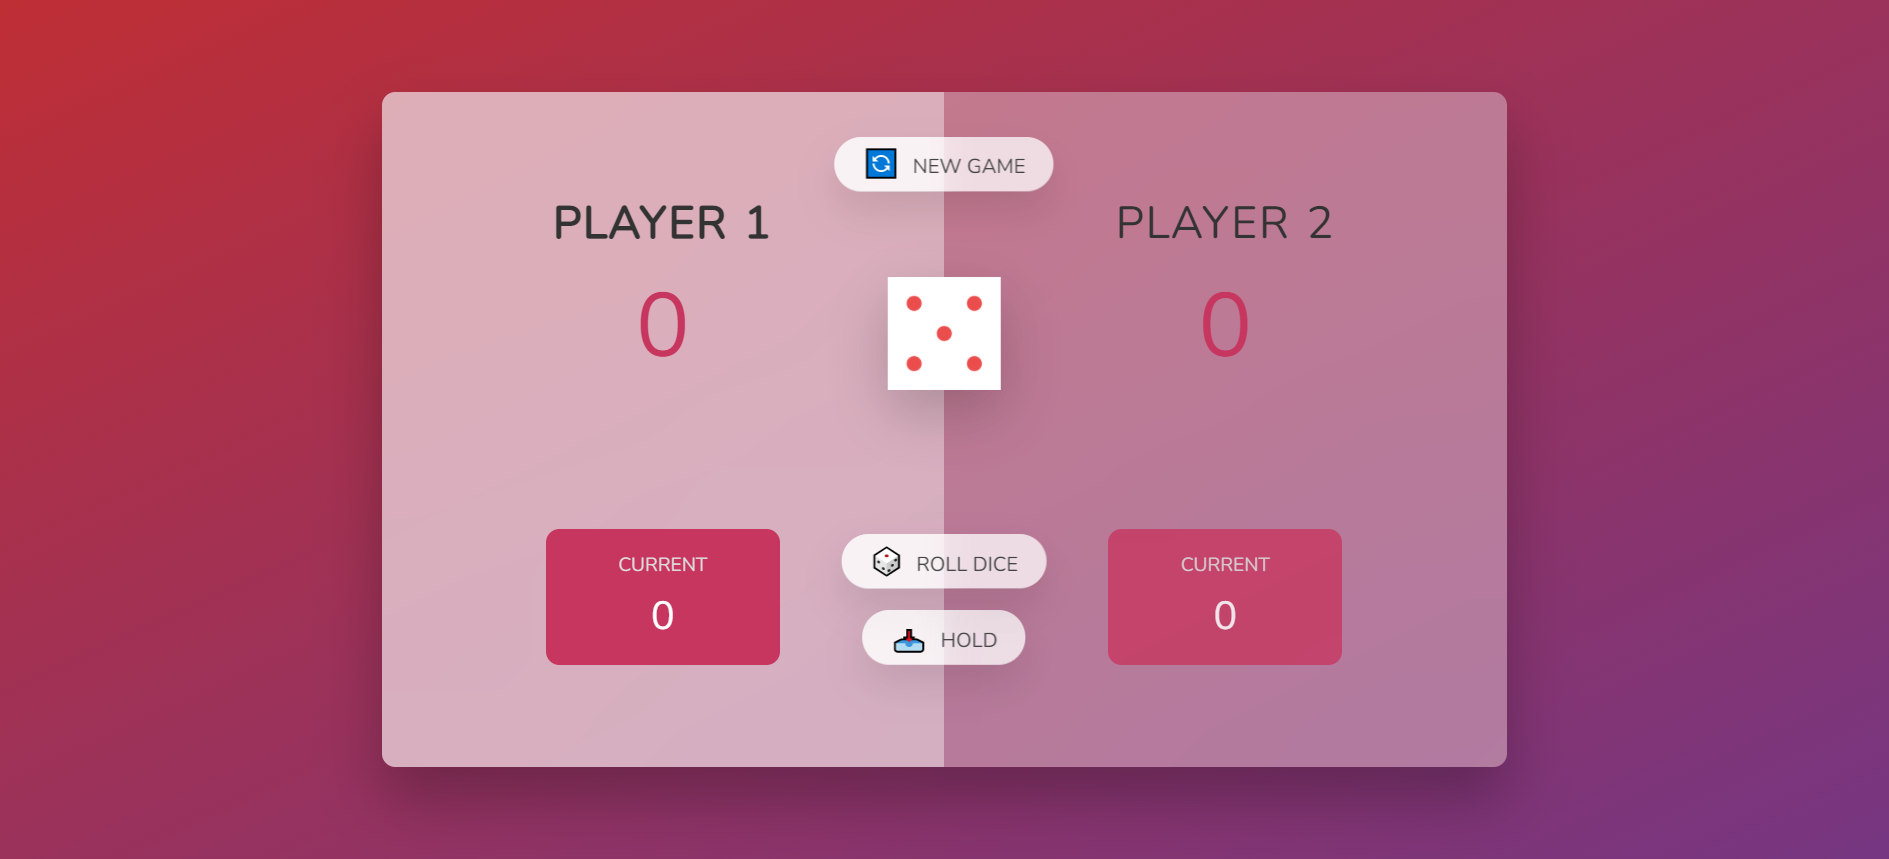 NEW GAME
PLAYER 1
0
PLAYER 2
0
CURRENT
0
ROLL DICE
HOLD
CURRENT
0